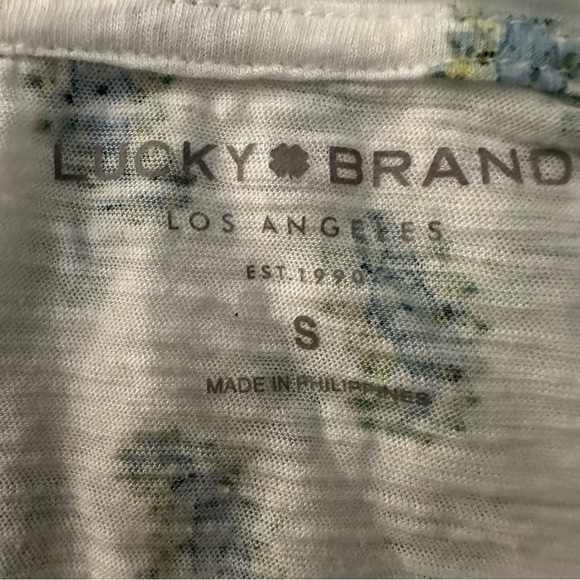 LUCKY BRAND
LOS ANGELES
EST. 1990
S
MADE IN PHILIPPINES